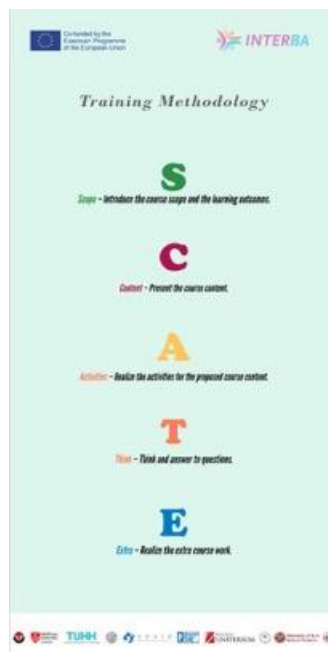 Co-funded by the
Erasmus+ Programme
of the European Union
INTERBA
Training Methodology
S
Scope - Introduce the course scope and the learning outcomes.
C
Content - Present the course content.
A
Activities - Realize the activities for the proposed course content.
T
Think - Think and answer to questions.
E
Extra - Realize the extra course work.
TUHH